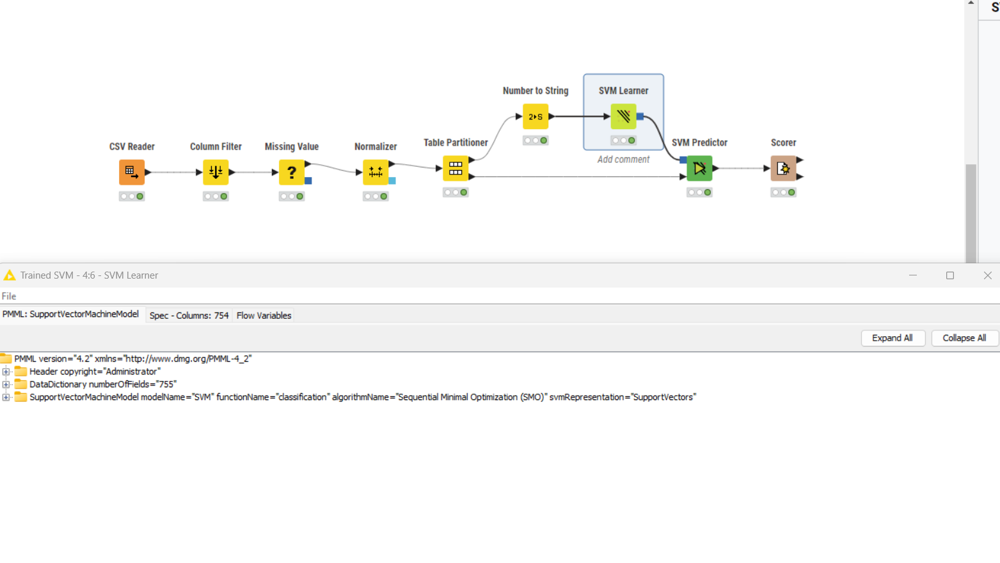 S
Number to String
SVM Learner
2▸S
CSV Reader
Column Filter
Missing Value
Normalizer
Table Partitioner
SVM Predictor
Scorer
?
Add comment
Trained SVM - 4:6 - SVM Learner
File
PMML: SupportVectorMachineModel
Spec - Columns: 754
Flow Variables
Expand All
Collapse All
PMML version="4.2" xmlns="http://www.dmg.org/PMML-4_2"
Header copyright="Administrator"
DataDictionary numberOfFields="755"
SupportVectorMachineModel modelName="SVM" functionName="classification" algorithmName="Sequential Minimal Optimization (SMO)" svmRepresentation="SupportVectors"